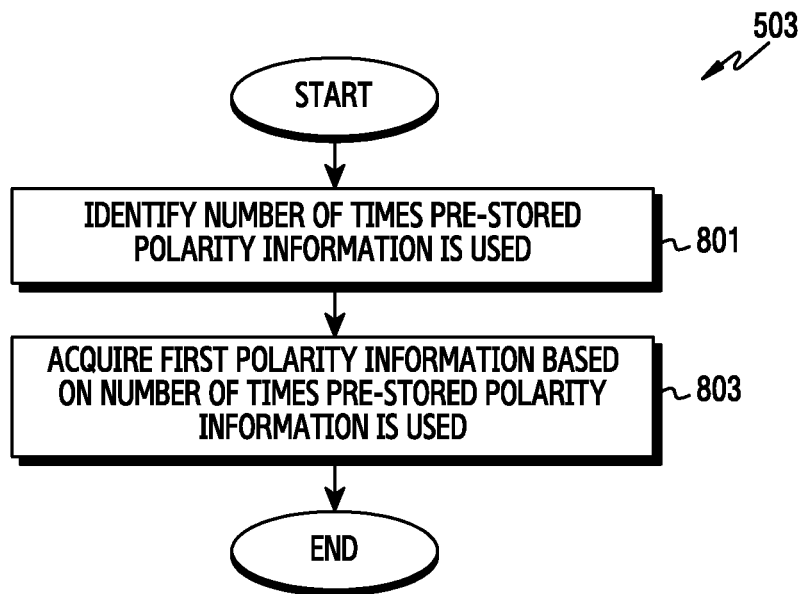 503
START
IDENTIFY NUMBER OF TIMES PRE-STORED
POLARITY INFORMATION IS USED
801
ACQUIRE FIRST POLARITY INFORMATION BASED
ON NUMBER OF TIMES PRE-STORED POLARITY
INFORMATION IS USED
803
END